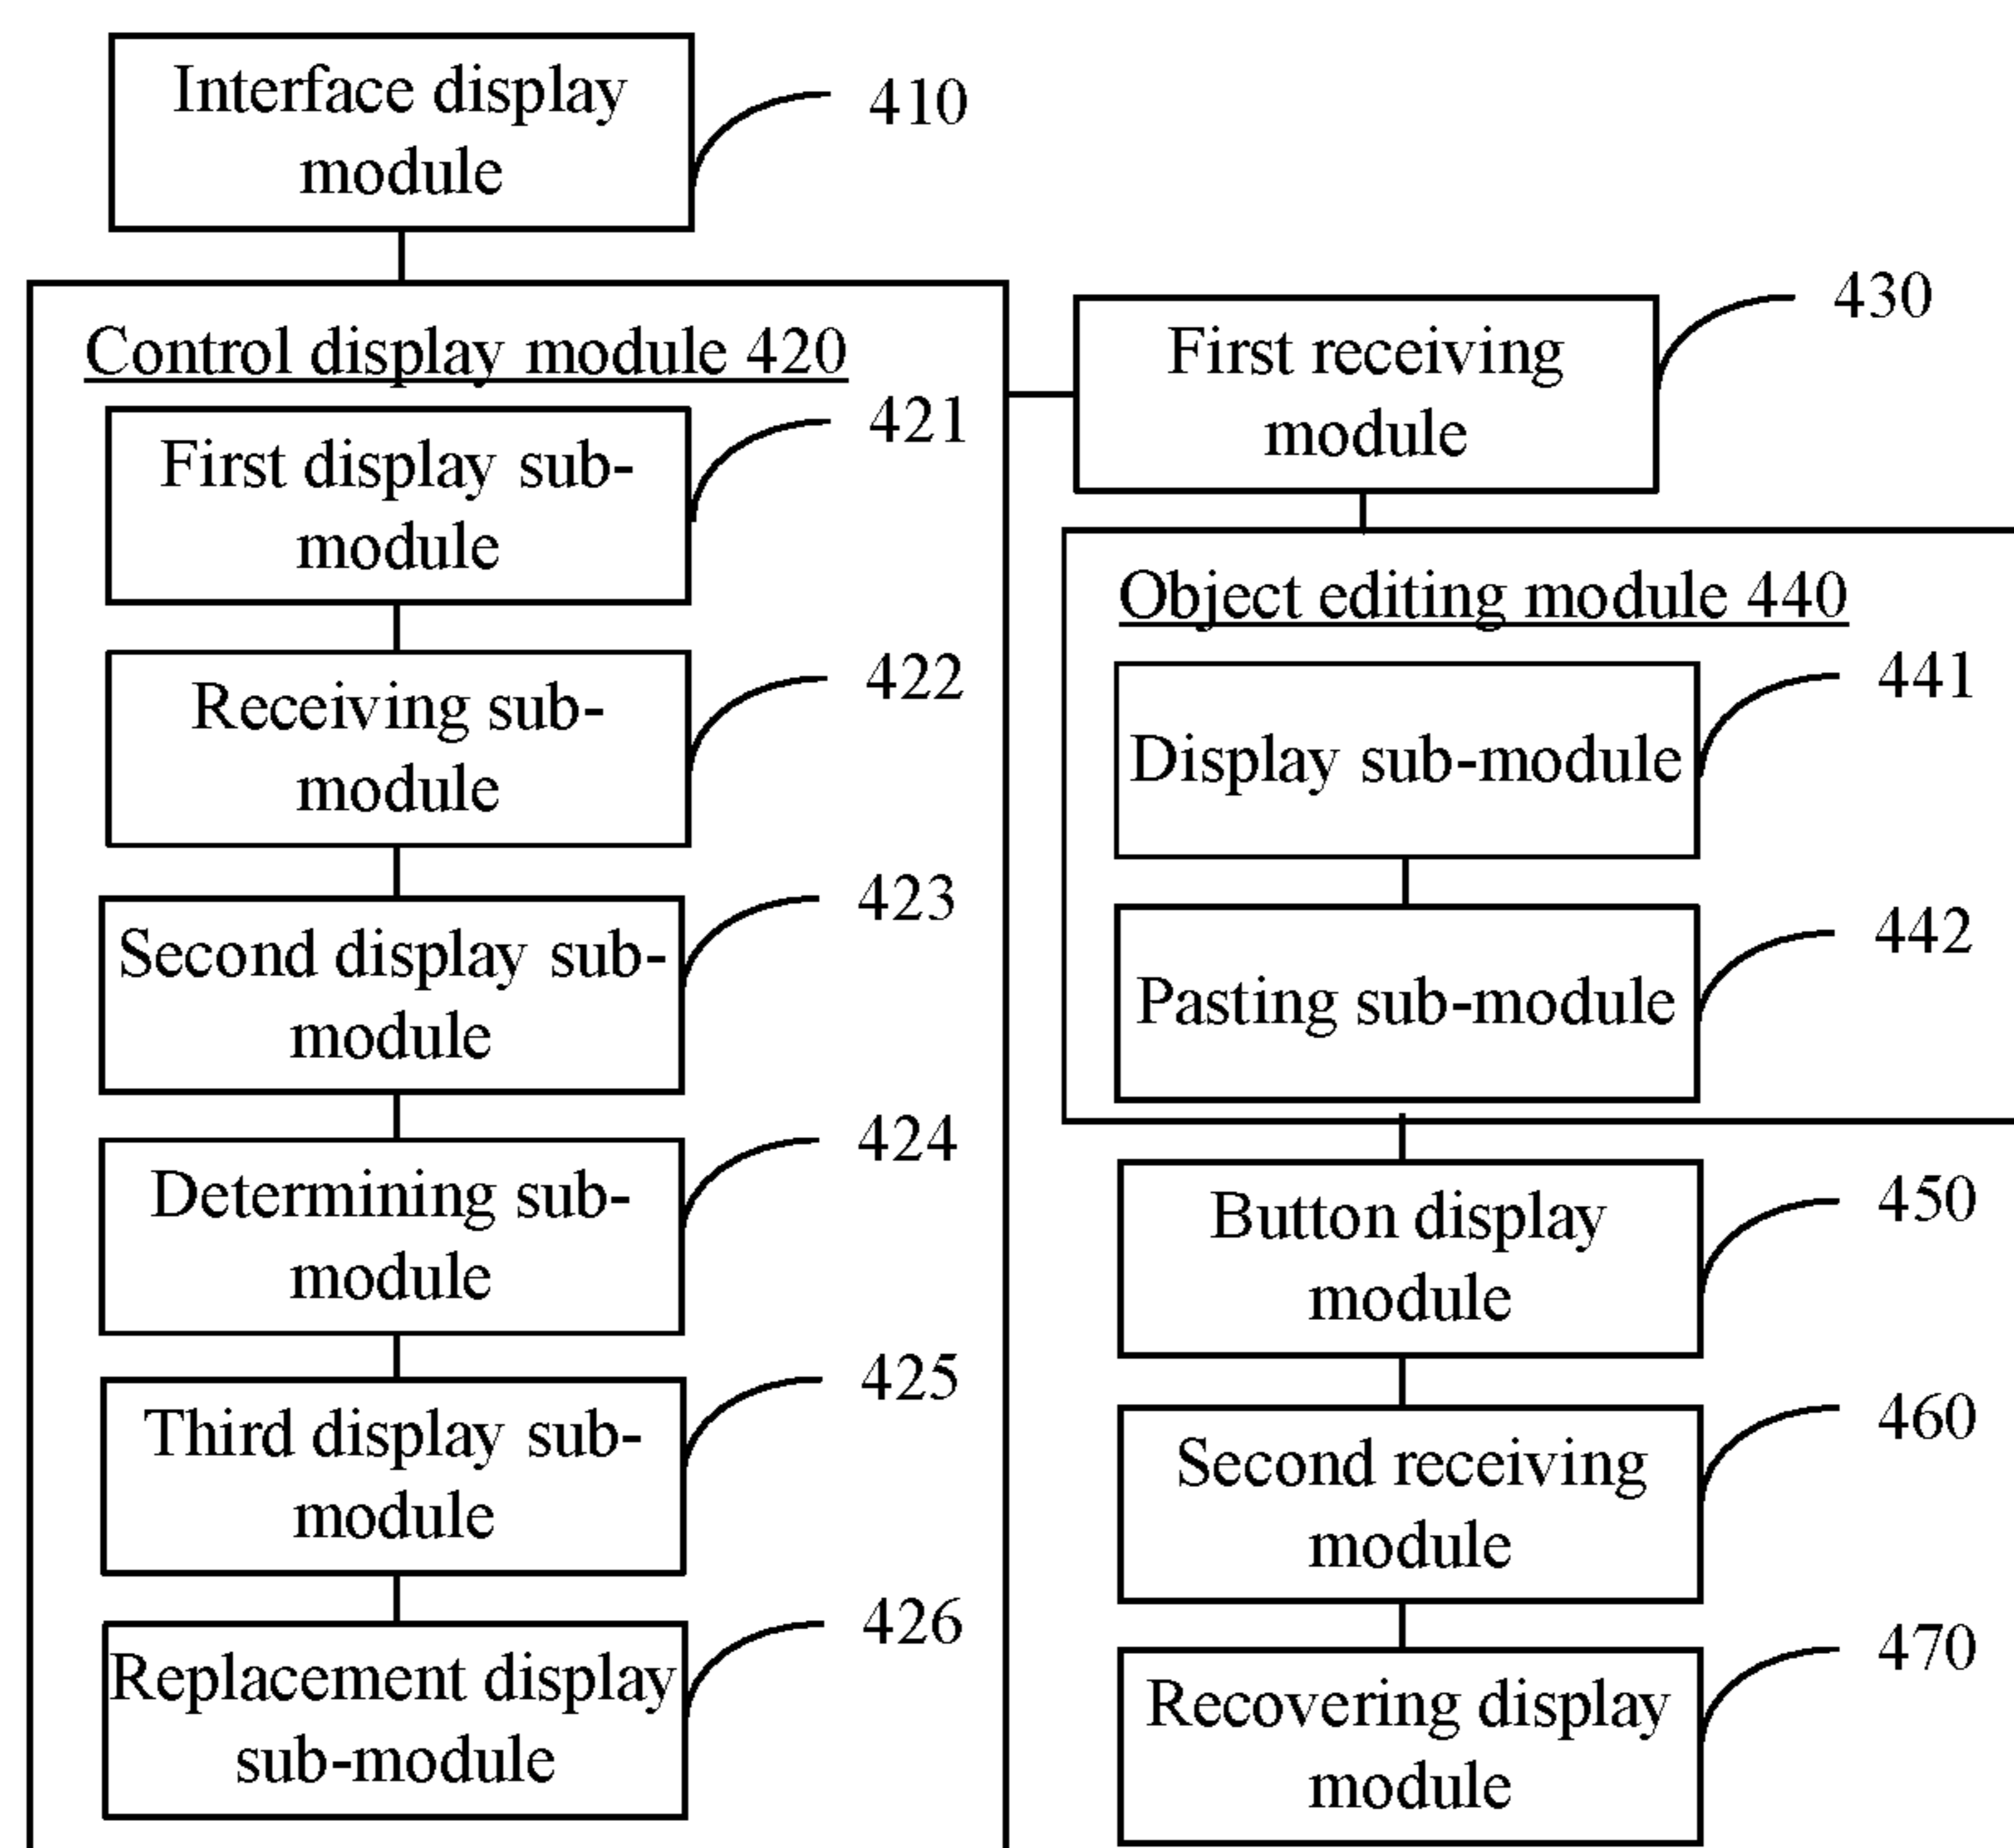 Interface display
module
410
Control display module 420
First display sub-
module
421
Receiving sub-
module
422
Second display sub-
module
423
Determining sub-
module
424
Third display sub-
module
425
Replacement display
sub-module
426
First receiving
module
430
Object editing module 440
Display sub-module
441
Pasting sub-module
442
Button display
module
450
Second receiving
module
460
Recovering display
module
470